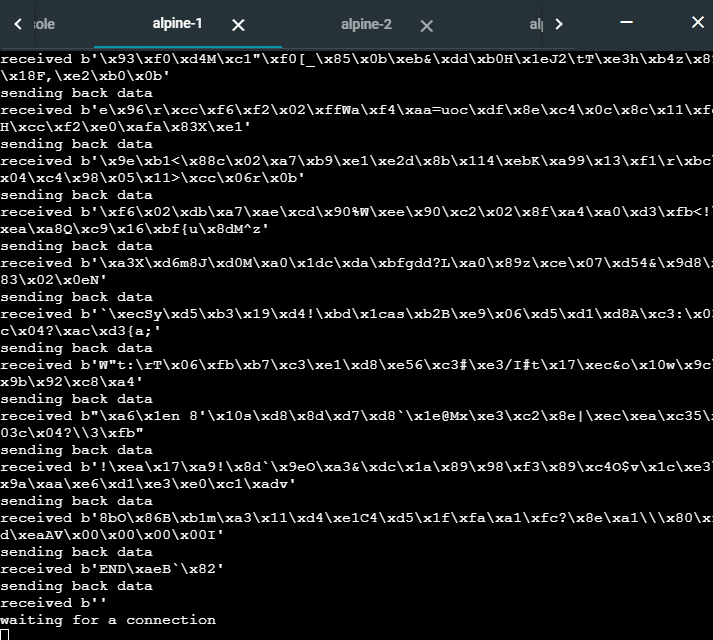 sole alpine-1 alpine-2 alp
received b'\x93\xf0\xd4M\xc1"\xf0[_\x85\x0b\xeb&\xdd\xb0H\x1eJ2\tT\xe3h\xb4z\x8
\x18F,\xe2\xb0\x0b'
sending back data
received b'e\x96\r\xcc\xf6\xf2\x02\xffWa\xf4\xaa=uoc\xdf\x8e\xc4\x0c\x8c\x11\xf
H\xcc\xf2\xe0\xafa\x83X\xe1'
sending back data
received b'\x9e\xb1<\x88c\x02\xa7\xb9\xe1\xe2d\x8b\x114\xebK\xa99\x13\xf1\r\xbc
x04\xc4\x98\x05\x11>\xcc\x06r\x0b'
sending back data
received b'\xf6\x02\xdb\xa7\xae\xcd\x90%W\xee\x90\xc2\x02\x8f\xa4\xa0\xd3\xfb<!\
xea\xa8Q\xc9\x16\xbf{u\x8dM^z'
sending back data
received b'\xa3X\xd6m8J\xd0M\xa0\x1dc\xda\xbfgdd?L\xa0\x89z\xce\x07\xd54&\x9d8\
83\x02\x0eN'
sending back data
received b'`\xecSy\xd5\xb3\x19\xd4!\xbd\x1cas\xb2B\xe9\x06\xd5\xd1\xd8A\xc3:\x0
c\x04?\xac\xd3{a;'
sending back data
received b'W"t:\rT\x06\xfb\xb7\xc3\xe1\xd8\xe56\xc3#\xe3/I#t\x17\xec&o\x10w\x9c\
x9b\x92\xc8\xa4'
sending back data
received b"\xa6\x1en 8'\x10s\xd8\x8d\xd7\xd8`\x1e@Mx\xe3\xc2\x8e|\xec\xea\xc35\
03c\x04?\\3\xfb"
sending back data
received b'!\xea\x17\xa9!\x8d`\x9eO\xa3&\xdc\x1a\x89\x98\xf3\x89\xc4O$v\x1c\xe3
x9a\xaa\xe6\xd1\xe3\xe0\xc1\xadv'
sending back data
received b'8bO\x86B\xb1m\xa3\x11\xd4\xe1C4\xd5\x1f\xfa\xa1\xfc?\x8e\xa1\\\x80\
d\xeaAV\x00\x00\x00\x00I'
sending back data
received b'END\xaeB`\x82'
sending back data
received b''
waiting for a connection